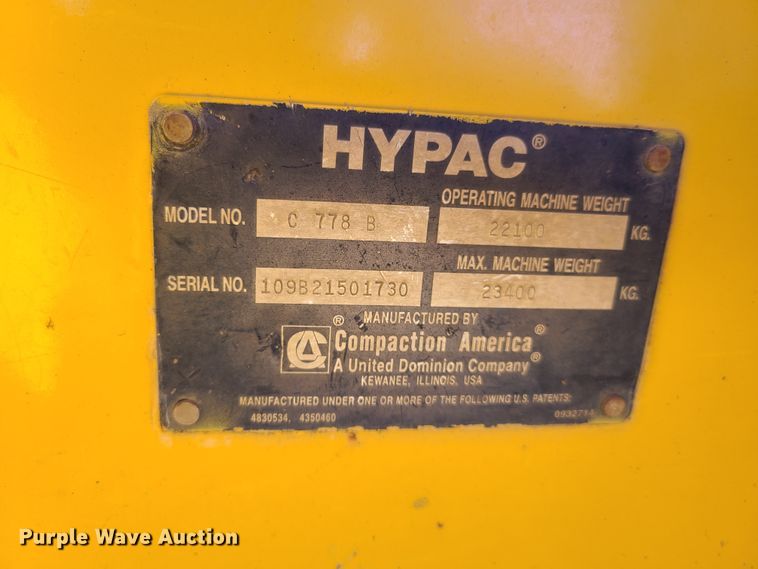 HYPAC®
OPERATING MACHINE WEIGHT
MODEL NO. C 778 B 22100 KG.
MAX. MACHINE WEIGHT
SERIAL NO. 109B21501730 23400 KG.
MANUFACTURED BY
CA® Compaction America®
A United Dominion Company®
KEWANEE, ILLINOIS, USA
MANUFACTURED UNDER ONE OR MORE OF THE FOLLOWING U.S. PATENTS:
4830534, 4350460 0932714
Purple Wave Auction®